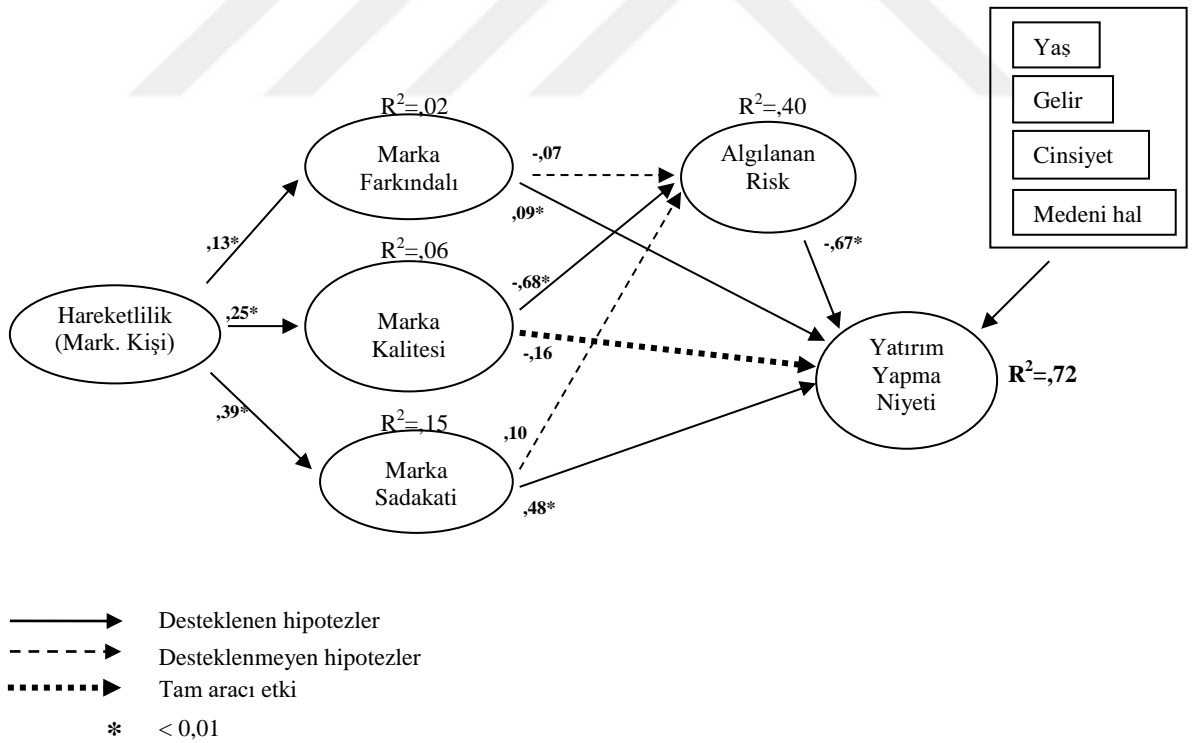 Yaş
Gelir
Cinsiyet
Medeni hal
R²=,02
Marka
Farkındalı
R²=,40
Algılanan
Risk
-,07
,09*
,13*
R²=,06
Marka
Kalitesi
-,68*
-,16
-,67*
Hareketlilik
(Mark. Kişi)
,25*
Yatırım
Yapma
Niyeti
R²=,72
,39*
R²=,15
Marka
Sadakati
,10
,48*
Desteklenen hipotezler
Desteklenmeyen hipotezler
Tam aracı etki
* < 0,01